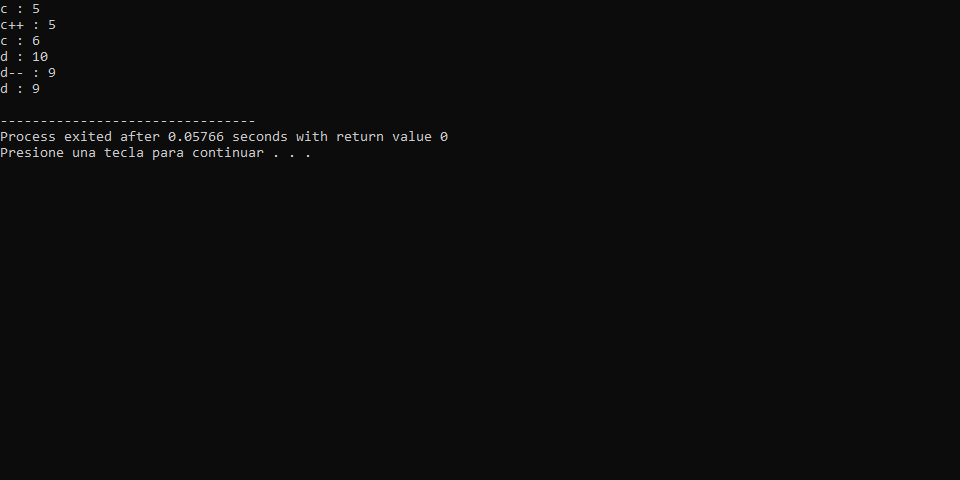 c : 5
c++ : 5
c : 6
d : 10
d-- : 9
d : 9
--------------------------------
Process exited after 0.05766 seconds with return value 0
Presione una tecla para continuar . . .